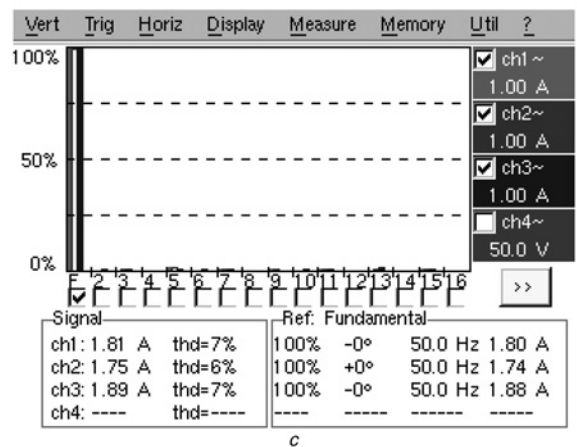 Vert Trig Horiz Display Measure Memory Util ?
100%
50%
0%
ch1 ~
1.00 A
ch2~
1.00 A
ch3~
1.00 A
ch4~
50.0 V
F 2 3 4 5 6 7 8 9 10 11 12 13 14 15 16
>>
Signal
ch1: 1.81 A thd=7%
ch2: 1.75 A thd=6%
ch3: 1.89 A thd=7%
ch4: ---- thd=----
Ref: Fundamental
100% -0° 50.0 Hz 1.80 A
100% +0° 50.0 Hz 1.74 A
100% -0° 50.0 Hz 1.88 A
---- ---- ------ -----
c